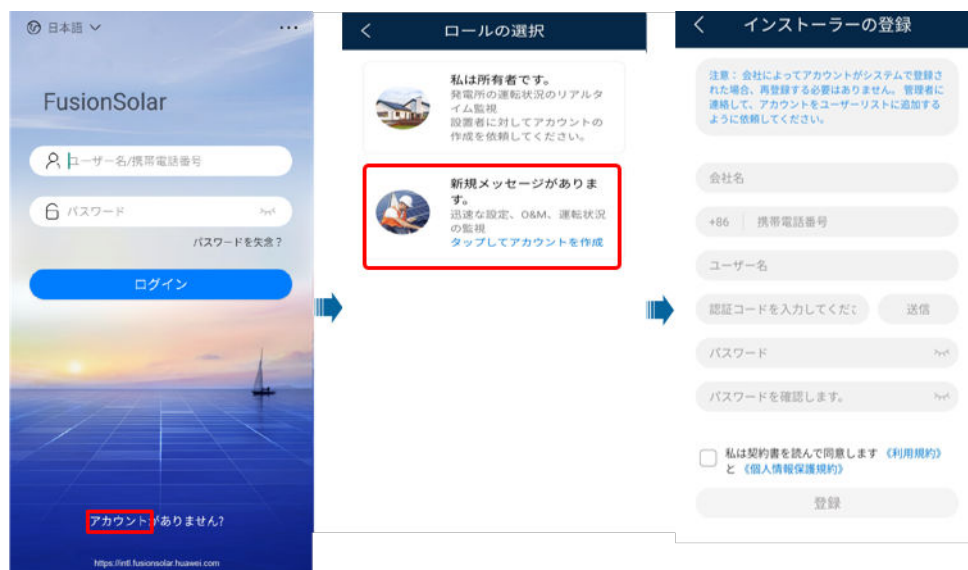 日本語
...
FusionSolar
ユーザー名/携帯電話番号
パスワード
パスワードを失念?
ログイン
アカウントがありません?
https://intl.fusionsolar.huawei.com
ロールの選択
私は所有者です。
発電所の運転状況のリアルタ
イム監視
設置者に対してアカウントの
作成を依頼してください。
新規メッセージがありま
す。
迅速な設定、O&M、運転状況
の監視
タップしてアカウントを作成
インストーラーの登録
注意: 会社によってアカウントがシステムで登録さ
れた場合、再登録する必要はありません。 管理者に
連絡して、アカウントをユーザーリストに追加する
ように依頼してください。
会社名
+86 携帯電話番号
ユーザー名
認証コードを入力してくださ 送信
パスワード
パスワードを確認します。
私は契約書を読んで同意します 《利用規約》
と 《個人情報保護規約》
登録